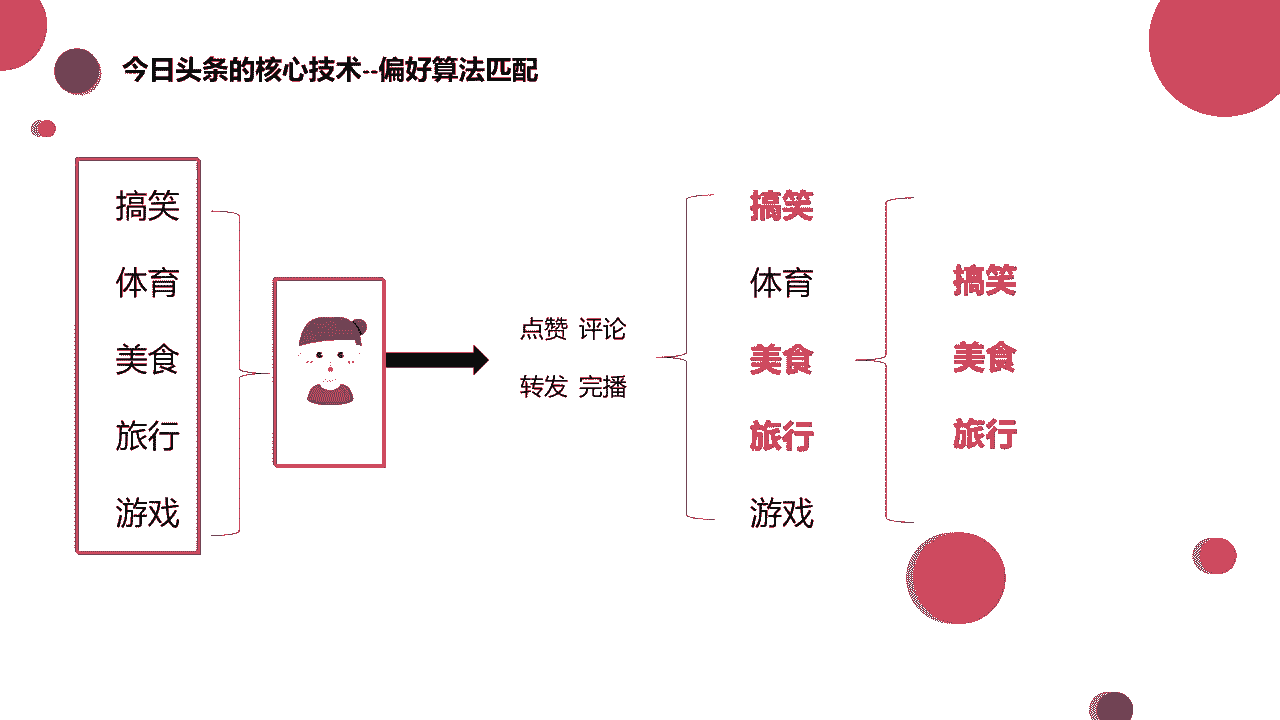 今日头条的核心技术--偏好算法匹配
搞笑
体育
美食
旅行
游戏
点赞 评论
转发 完播
搞笑
体育
美食
旅行
游戏
搞笑
美食
旅行